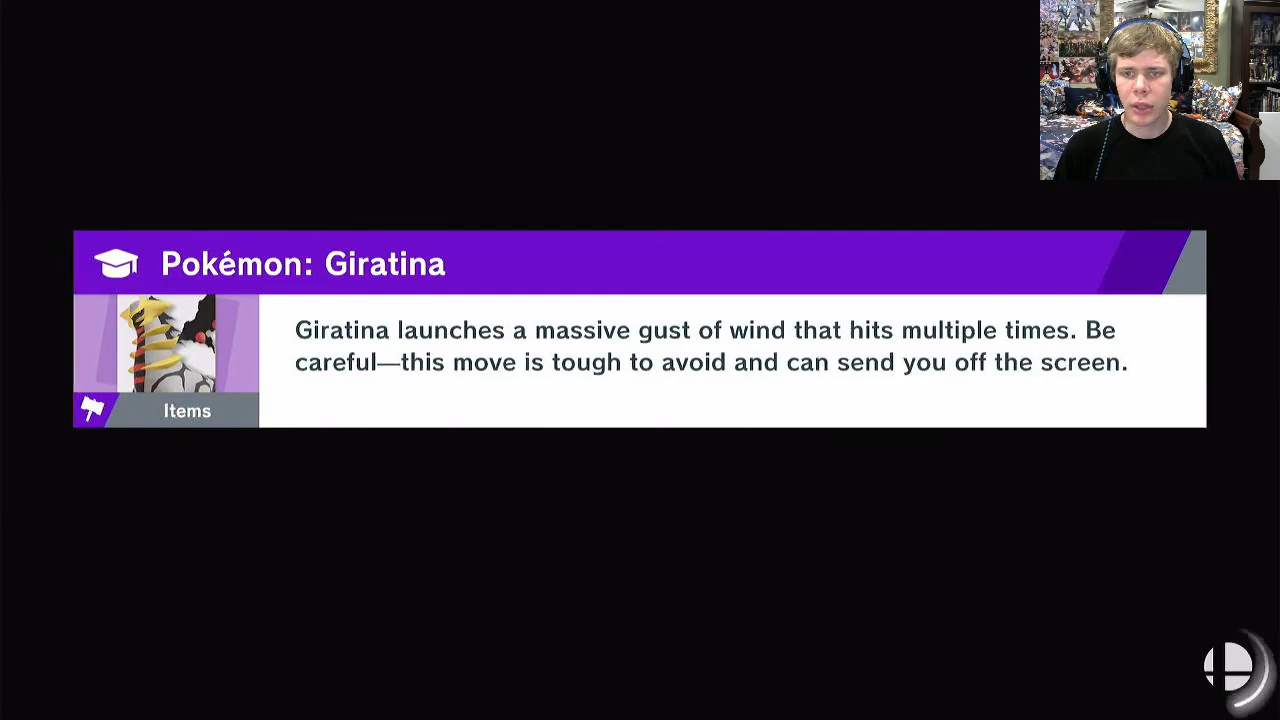 Pokémon: Giratina
Giratina launches a massive gust of wind that hits multiple times. Be
careful—this move is tough to avoid and can send you off the screen.
Items